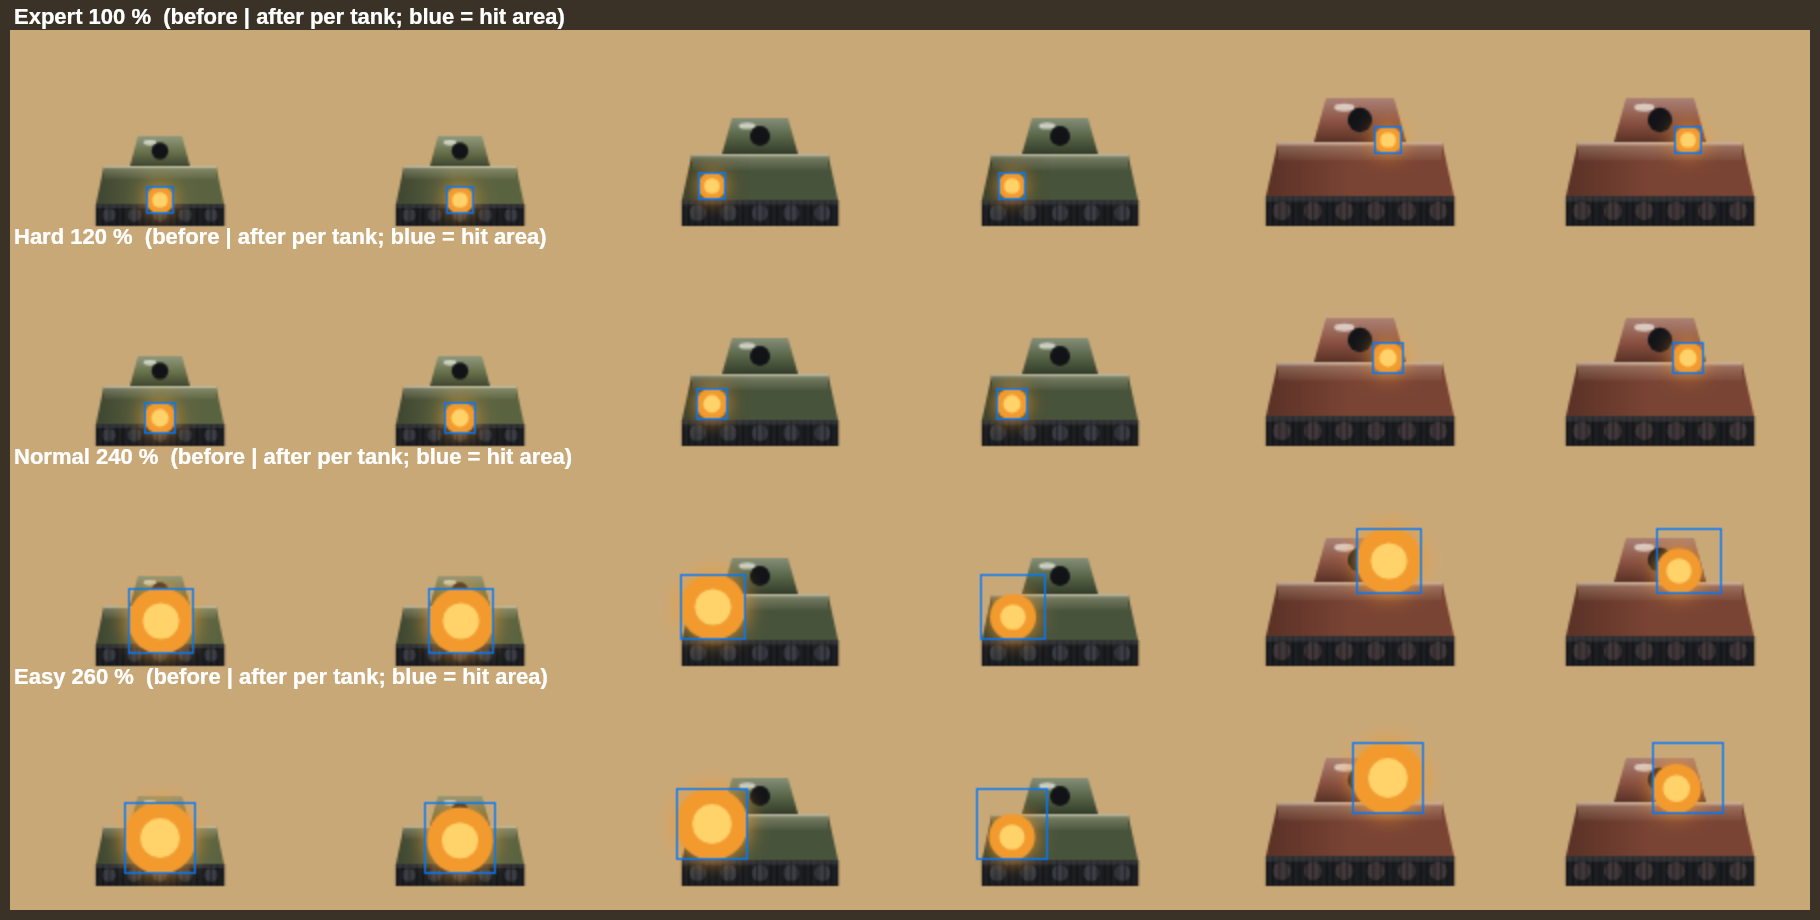 Expert 100 % (before | after per tank; blue = hit area)
Hard 120 % (before | after per tank; blue = hit area)
Normal 240 % (before | after per tank; blue = hit area)
Easy 260 % (before | after per tank; blue = hit area)